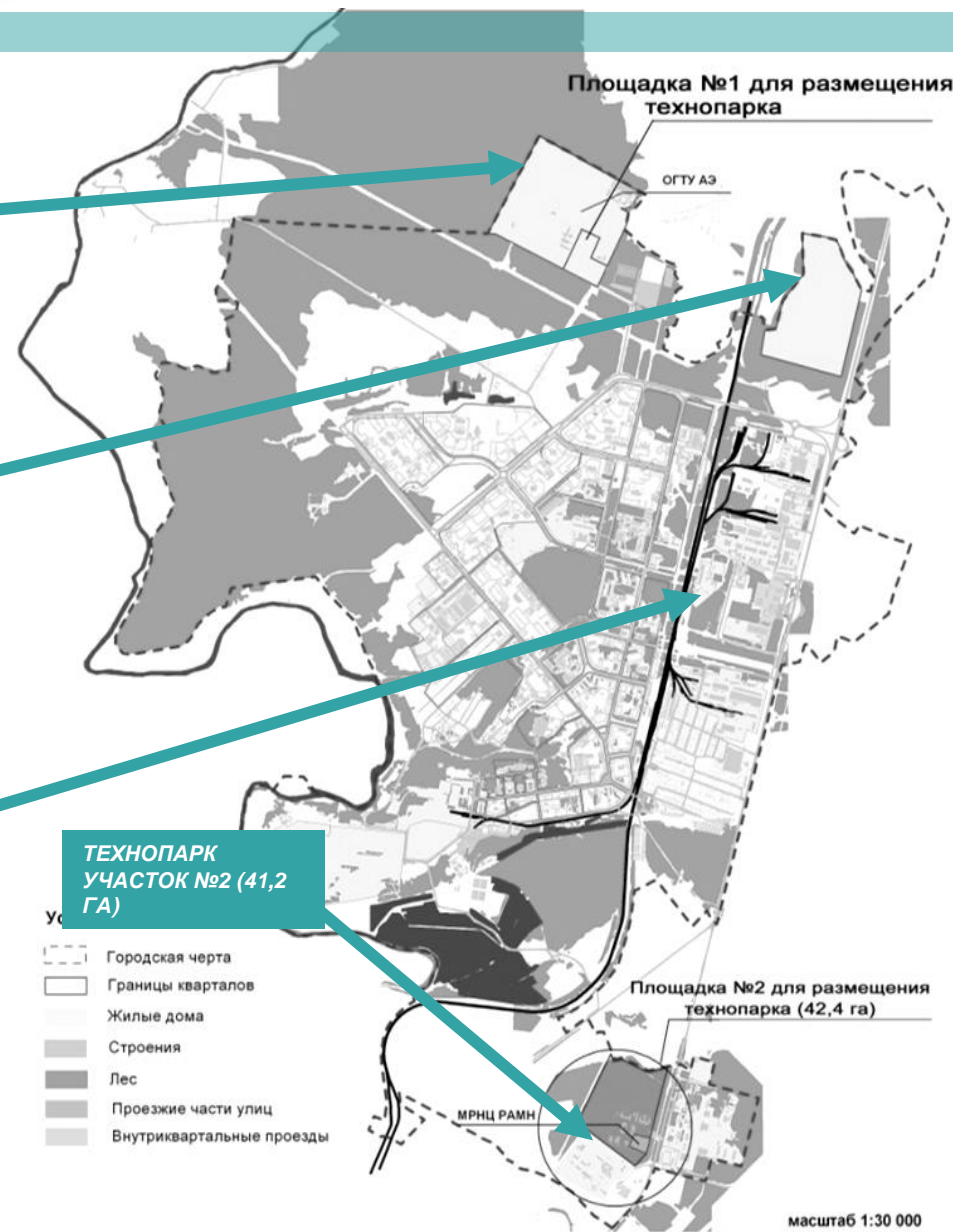 Площадка №1 для размещения
технопарка
ОГТУ АЭ
ТЕХНОПАРК
УЧАСТОК №2 (41,2
ГА)
Городская черта
Границы кварталов
Жилые дома
Строения
Лес
Проезжие части улиц
Внутриквартальные проезды
Площадка №2 для размещения
технопарка (42,4 га)
МРНЦ РАМН
масштаб 1:30 000